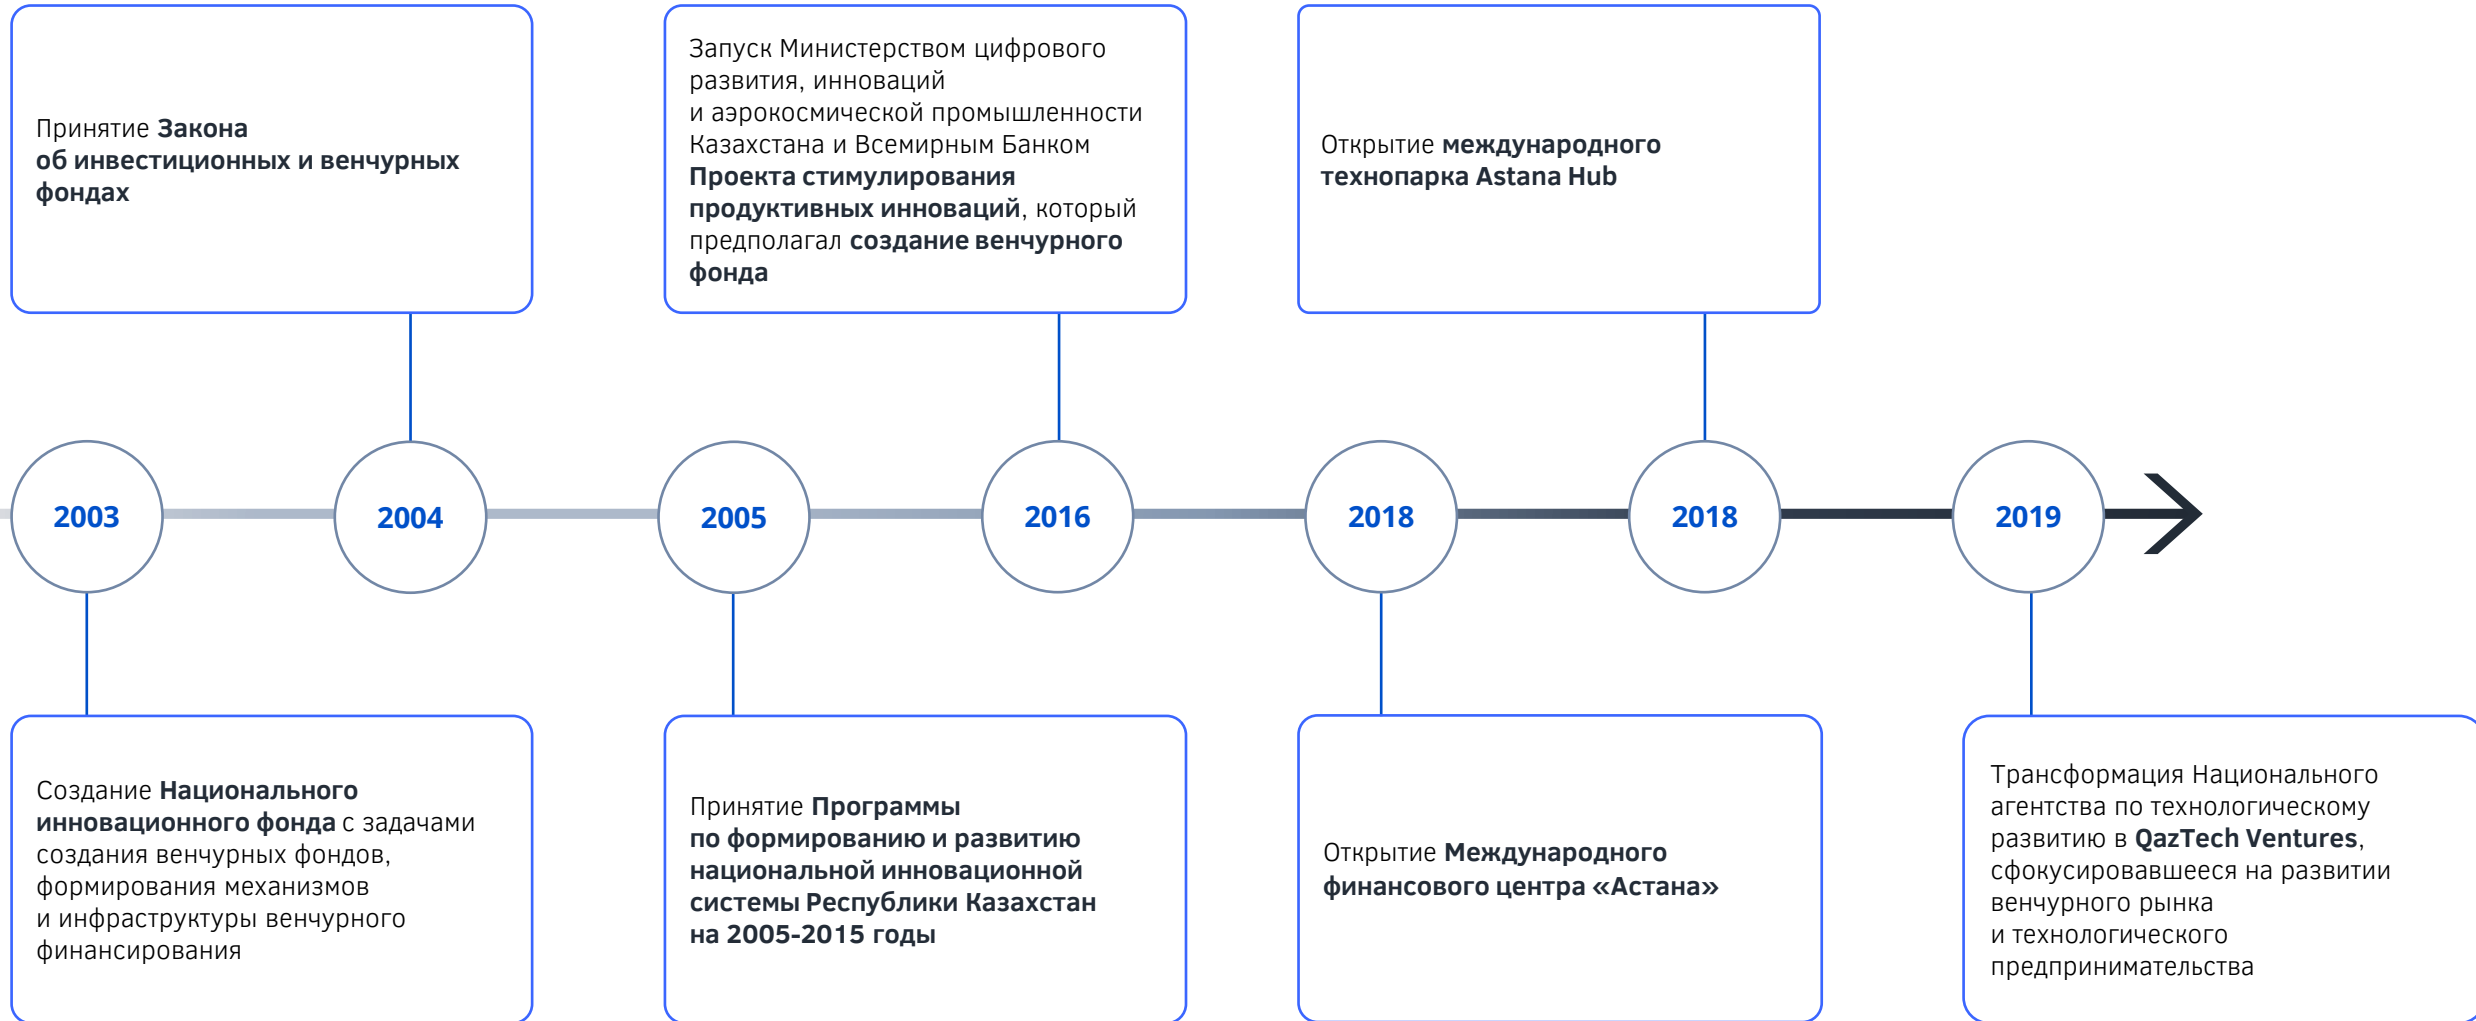 Принятие Закона
об инвестиционных и венчурных
фондах
Запуск Министерством цифрового
развития, инноваций
и аэрокосмической промышленности
Казахстана и Всемирным Банком
Проекта стимулирования
продуктивных инноваций, который
предполагал создание венчурного
фонда
Открытие международного
технопарка Astana Hub
2003
2004
2005
2016
2018
2018
2019
Создание Национального
инновационного фонда с задачами
создания венчурных фондов,
формирования механизмов
и инфраструктуры венчурного
финансирования
Принятие Программы
по формированию и развитию
национальной инновационной
системы Республики Казахстан
на 2005-2015 годы
Открытие Международного
финансового центра «Астана»
Трансформация Национального
агентства по технологическому
развитию в QazTech Ventures,
сфокусировавшееся на развитии
венчурного рынка
и технологического
предпринимательства